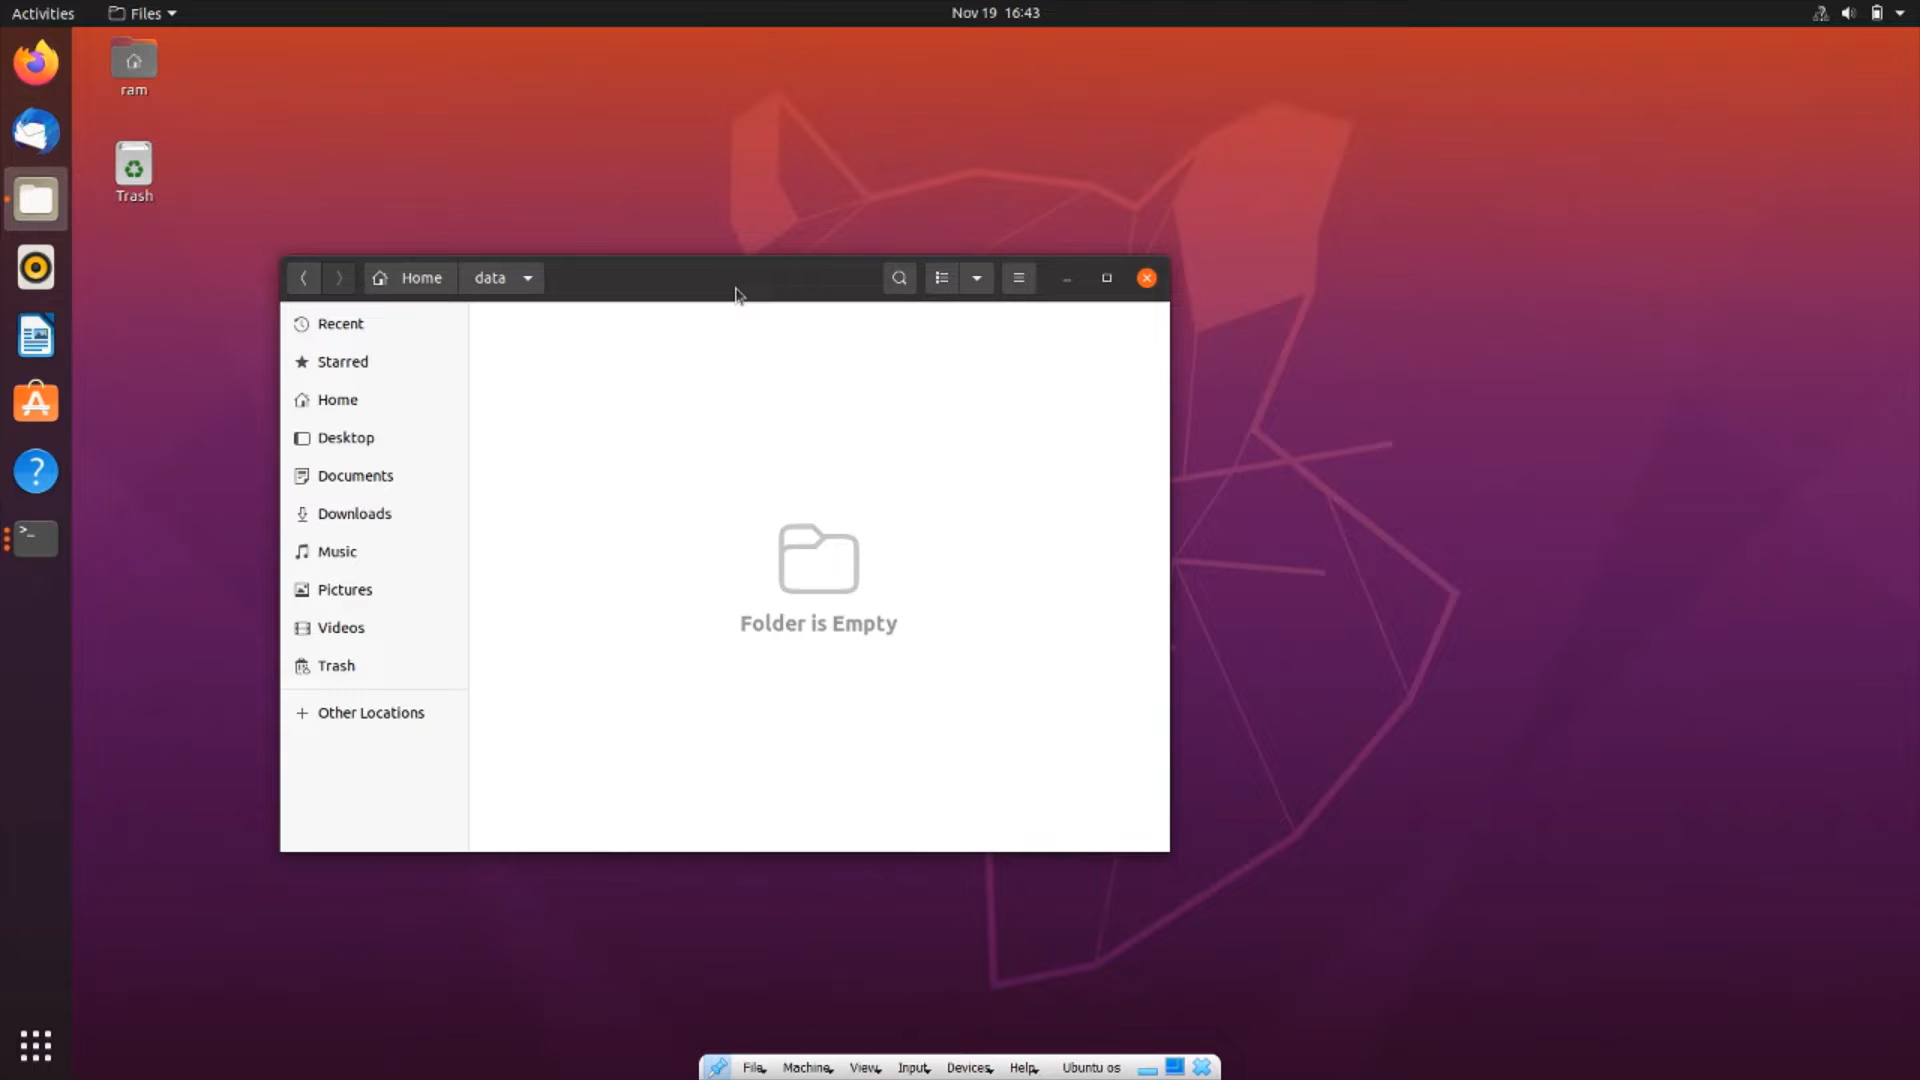 Activities
Files
Nov 19 16:43
ram
Trash
Home
data
Recent
Starred
Home
Desktop
Documents
Downloads
Music
Pictures
Videos
Trash
Other Locations
Folder is Empty
File
Machine
View
Input
Devices
Help
Ubuntu os